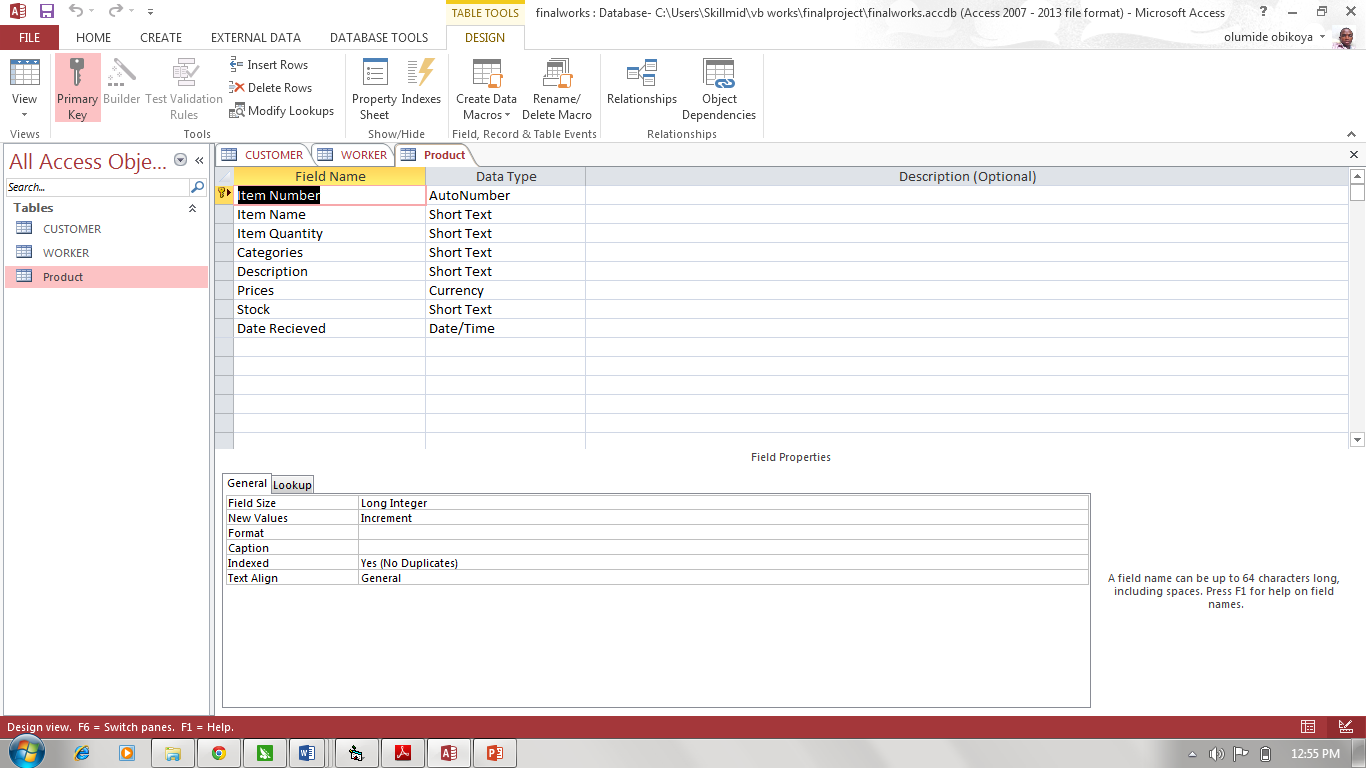 TABLE TOOLS
finalworks : Database- C:\Users\Skillmid\vb works\finalproject\finalworks.accdb (Access 2007 - 2013 file format) - Microsoft Access
FILE HOME CREATE EXTERNAL DATA DATABASE TOOLS DESIGN
olumide obikoya
View
Primary Key
Builder
Test Validation Rules
Insert Rows
Delete Rows
Modify Lookups
Property Sheet
Indexes
Create Data Macros
Rename/ Delete Macro
Relationships
Object Dependencies
Views Tools Show/Hide Field, Record & Table Events Relationships
All Access Obje...
Search...
Tables
CUSTOMER
WORKER
Product
CUSTOMER WORKER Product
Field Name Data Type Description (Optional)
Item Number AutoNumber
Item Name Short Text
Item Quantity Short Text
Categories Short Text
Description Short Text
Prices Currency
Stock Short Text
Date Recieved Date/Time
Field Properties
General Lookup
Field Size Long Integer
New Values Increment
Format
Caption
Indexed Yes (No Duplicates)
Text Align General
A field name can be up to 64 characters long,
including spaces. Press F1 for help on field
names.
Design view. F6 = Switch panes. F1 = Help.
12:55 PM